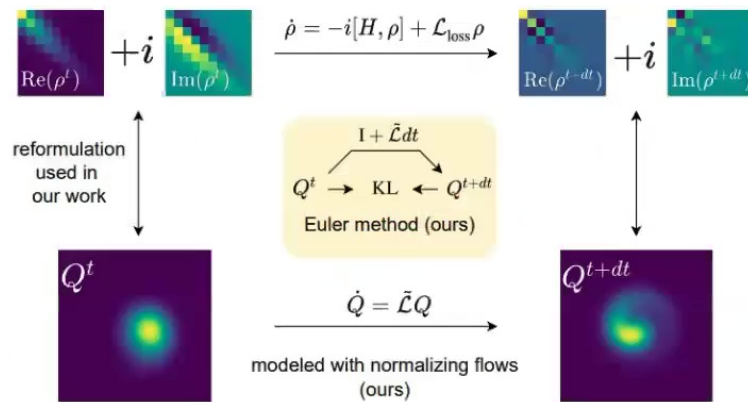 Re(ρ^t) +i Im(ρ^t)
ρ̇ = −i[H, ρ] + 𝓛_loss ρ
Re(ρ^{t−dt}) +i Im(ρ^{t+dt})
reformulation
used in
our work
I + 𝓛̃dt
Q^t → KL ← Q^{t+dt}
Euler method (ours)
Q^t
Q̇ = 𝓛̃Q
Q^{t+dt}
modeled with normalizing flows
(ours)